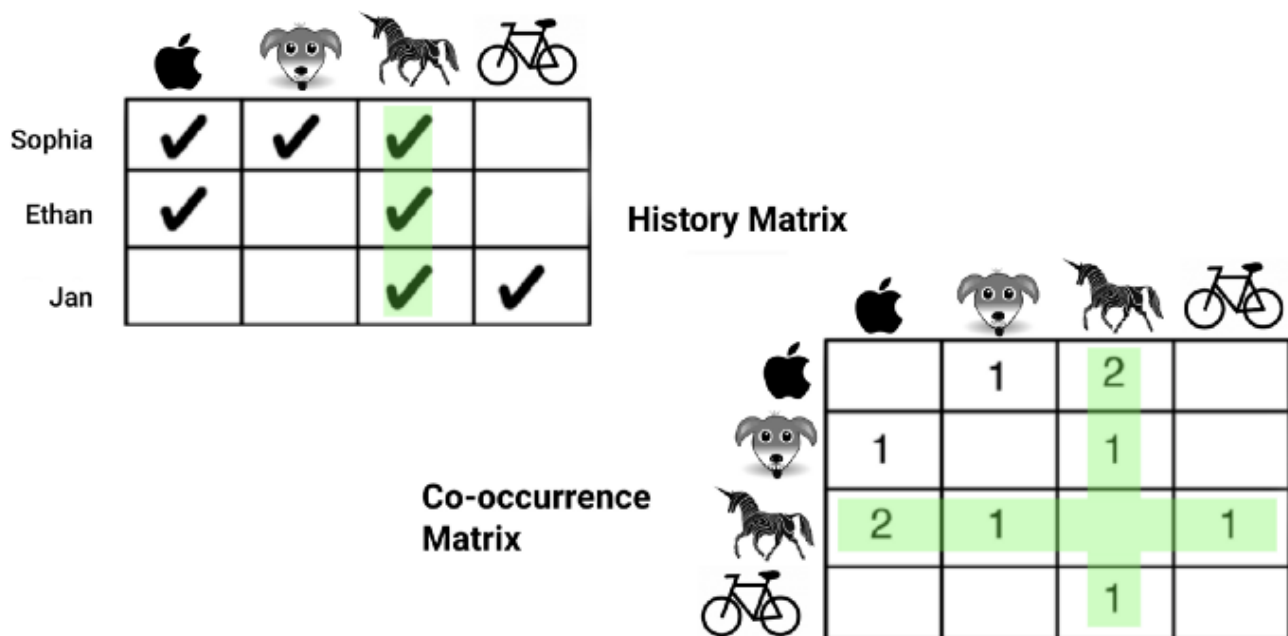 Sophia
Ethan
Jan
History Matrix
1 2
1 1
Co-occurrence
Matrix
2 1 1
1